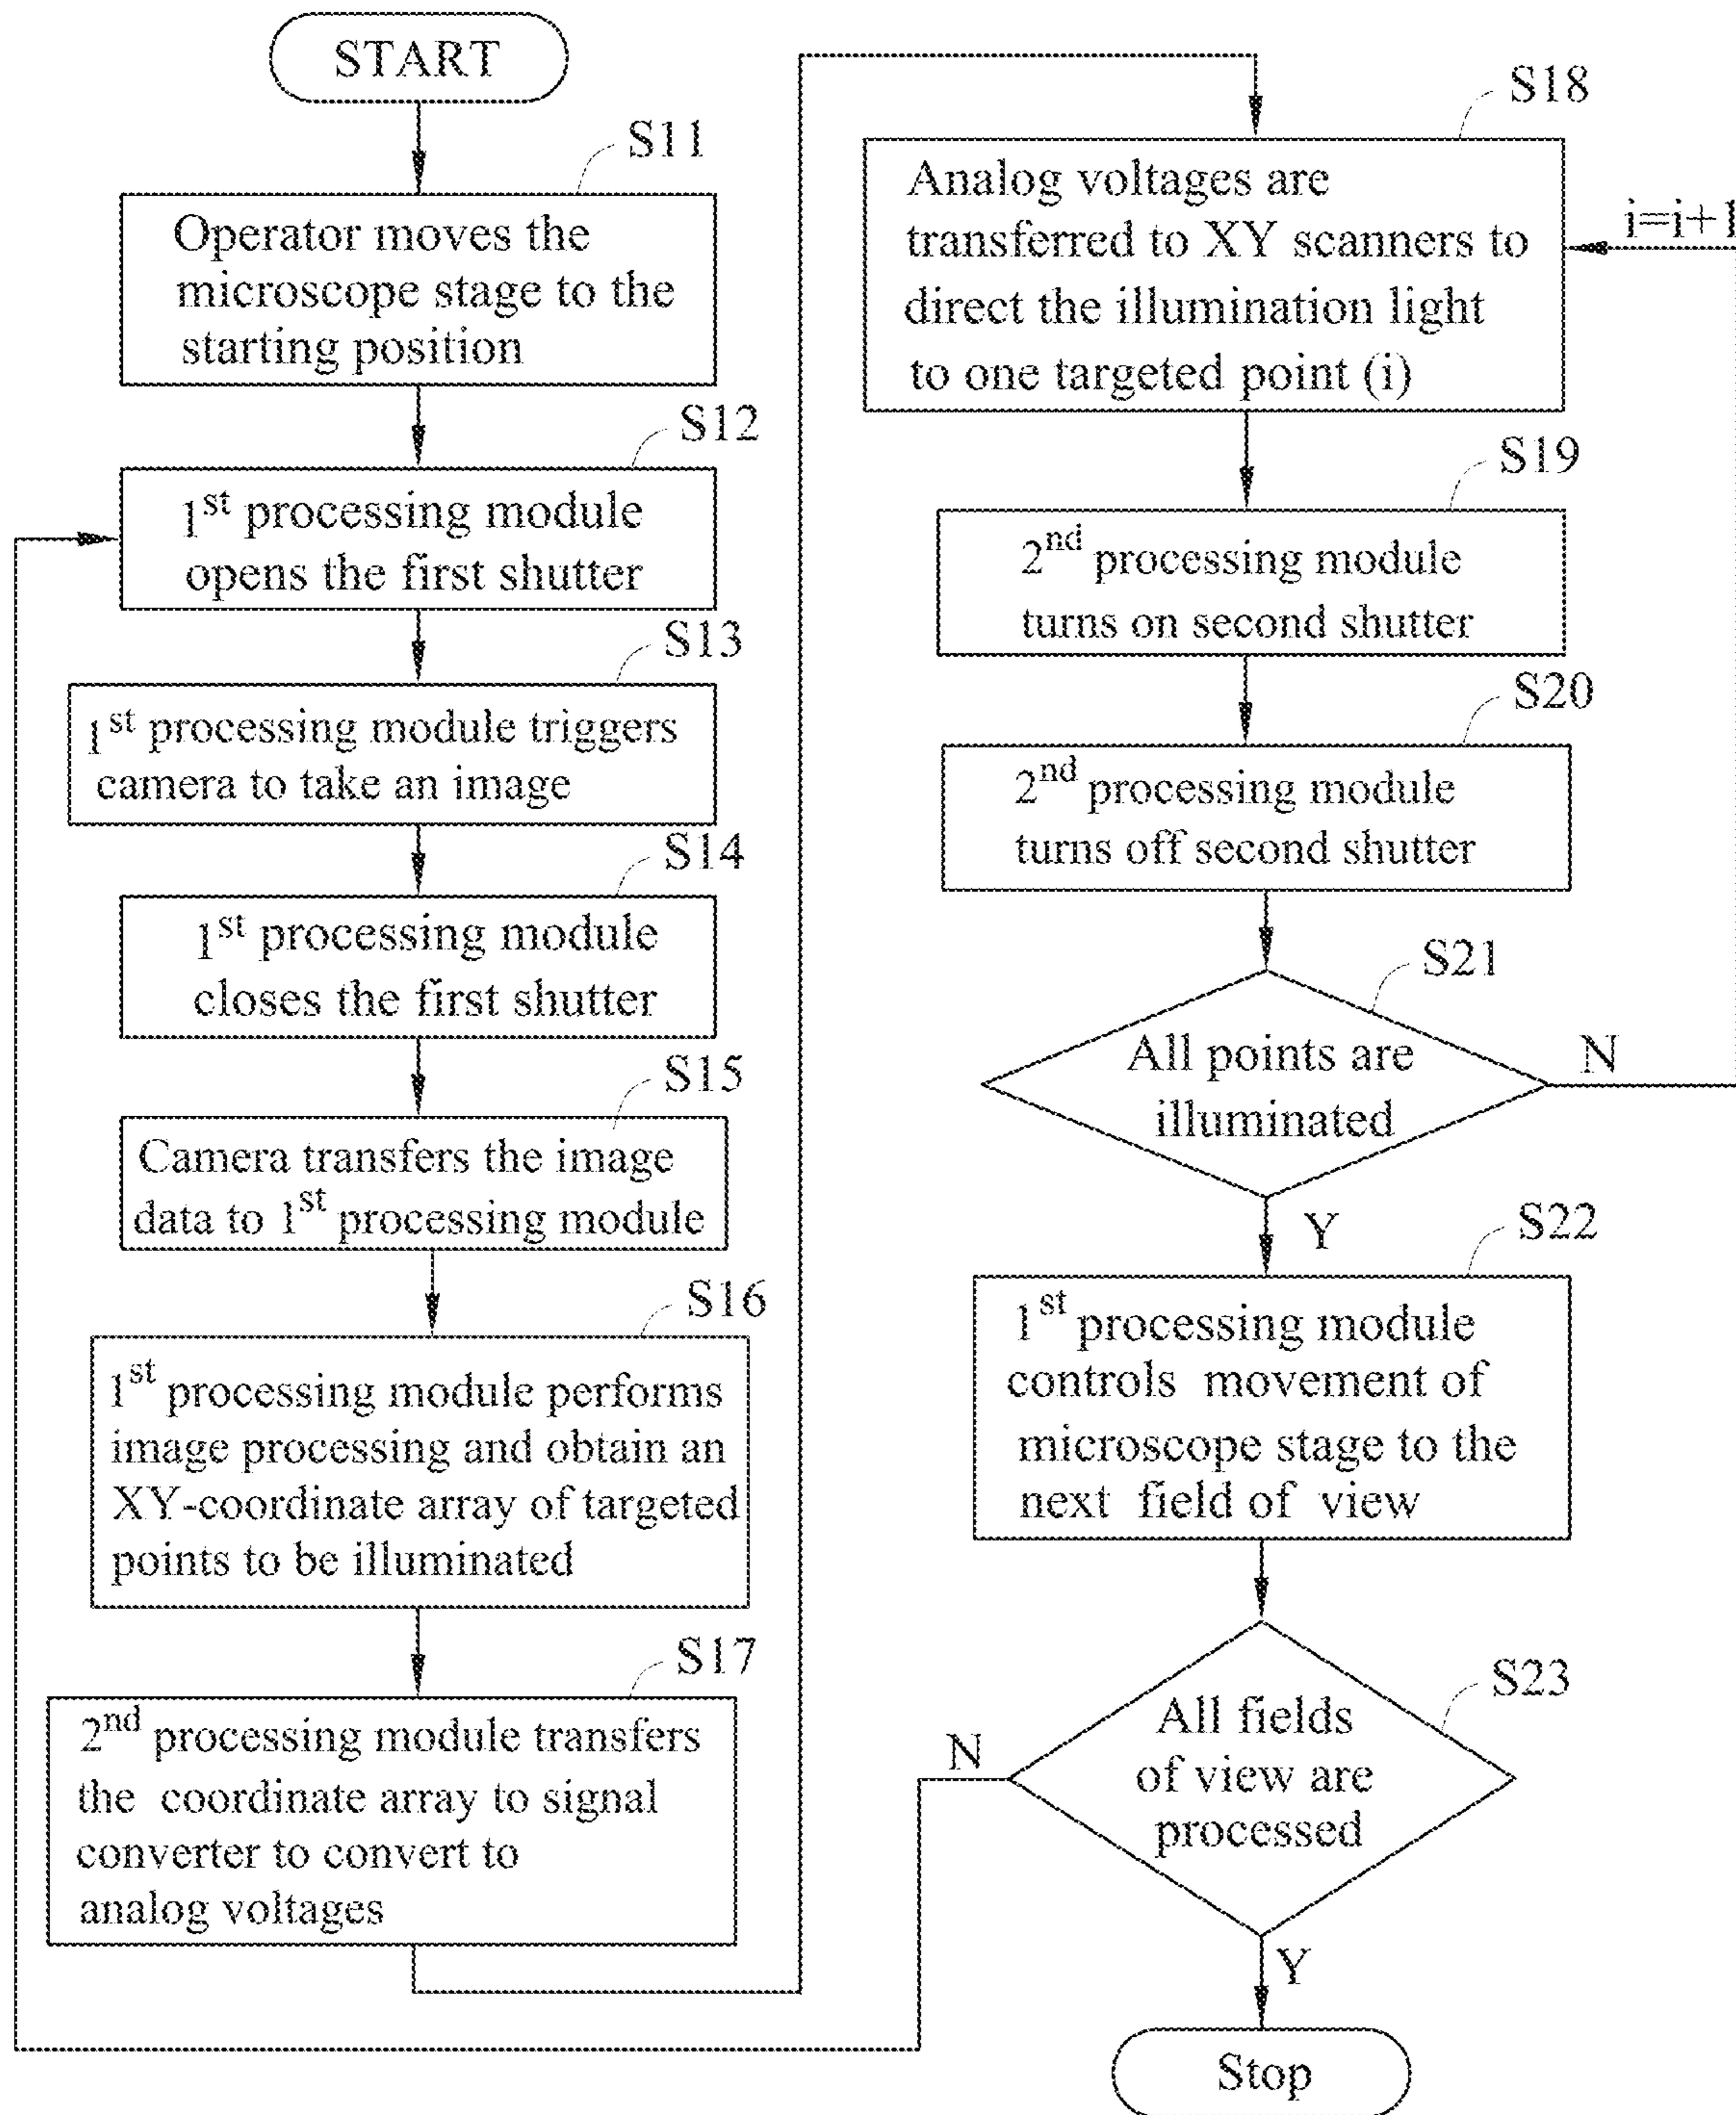 START
S11
Operator moves the
microscope stage to the
starting position
S12
1st processing module
opens the first shutter
S13
1st processing module triggers
camera to take an image
S14
1st processing module
closes the first shutter
S15
Camera transfers the image
data to 1st processing module
S16
1st processing module performs
image processing and obtain an
XY-coordinate array of targeted
points to be illuminated
S17
2nd processing module transfers
the coordinate array to signal
converter to convert to
analog voltages
S18
Analog voltages are
transferred to XY scanners to
direct the illumination light
to one targeted point (i)
i=i+1
S19
2nd processing module
turns on second shutter
S20
2nd processing module
turns off second shutter
S21
All points are
illuminated
N
Y
S22
1st processing module
controls movement of
microscope stage to the
next field of view
S23
All fields
of view are
processed
N
Y
Stop